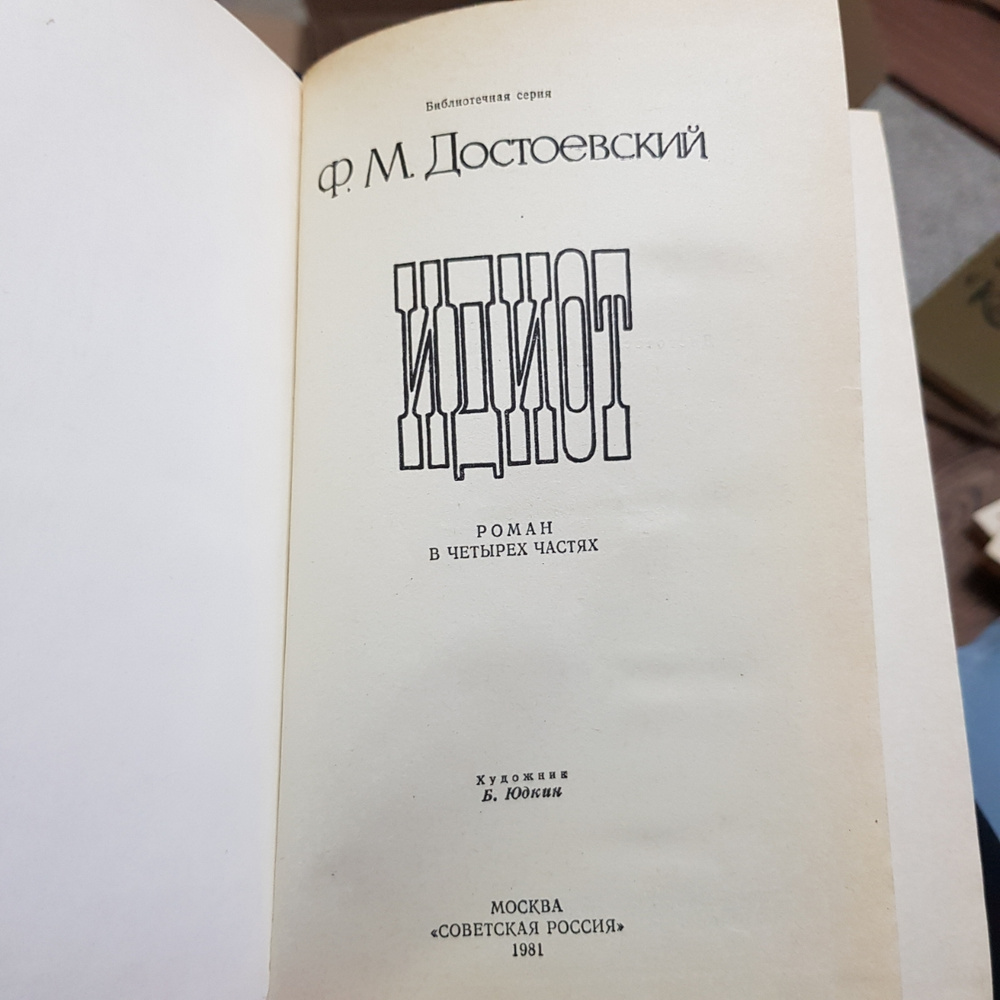 Библиотечная серия
Ф. М. Достоевский
ИДИОТ
РОМАН
В ЧЕТЫРЕХ ЧАСТЯХ
Художник
Б. Юдкин
МОСКВА
«СОВЕТСКАЯ РОССИЯ»
1981